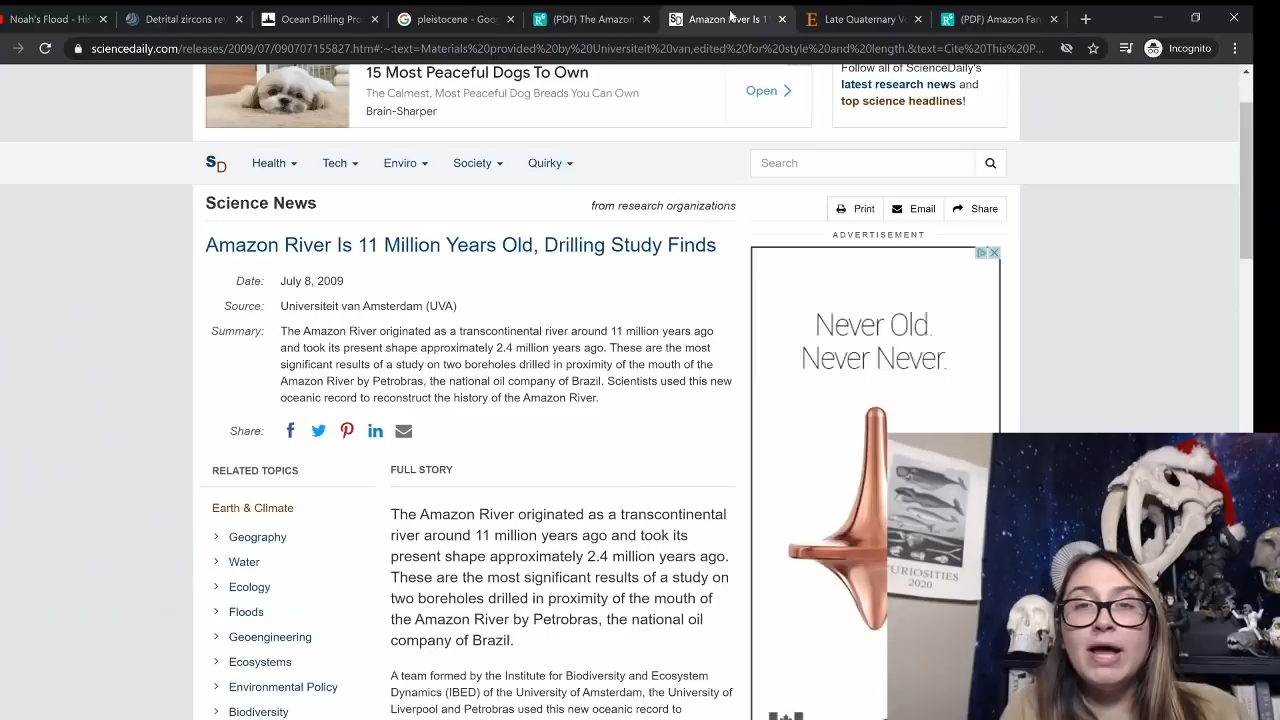 Noah's Flood - His
Detrital zircons rev
Ocean Drilling Pro
pleistocene - Goog
(PDF) The Amazon
Amazon River Is 11
Late Quaternary Ve
(PDF) Amazon Fan
sciencedaily.com/releases/2009/07/090707155827.htm#:~:text=Materials%20provided%20by%20Universiteit%20van,edited%20for%20style%20and%20length.&text=Cite%20This%20P...
Incognito
15 Most Peaceful Dogs To Own
The Calmest, Most Peaceful Dog Breads You Can Own
Brain-Sharper
Open
Follow all of ScienceDaily's
latest research news and
top science headlines!
SD
Health
Tech
Enviro
Society
Quirky
Search
Science News
from research organizations
Print
Email
Share
ADVERTISEMENT
Amazon River Is 11 Million Years Old, Drilling Study Finds
Date: July 8, 2009
Source: Universiteit van Amsterdam (UVA)
Summary: The Amazon River originated as a transcontinental river around 11 million years ago
and took its present shape approximately 2.4 million years ago. These are the most
significant results of a study on two boreholes drilled in proximity of the mouth of the
Amazon River by Petrobras, the national oil company of Brazil. Scientists used this new
oceanic record to reconstruct the history of the Amazon River.
Share:
Never Old.
Never Never.
RELATED TOPICS
Earth & Climate
Geography
Water
Ecology
Floods
Geoengineering
Ecosystems
Environmental Policy
Biodiversity
FULL STORY
The Amazon River originated as a transcontinental
river around 11 million years ago and took its
present shape approximately 2.4 million years ago.
These are the most significant results of a study on
two boreholes drilled in proximity of the mouth of
the Amazon River by Petrobras, the national oil
company of Brazil.
A team formed by the Institute for Biodiversity and Ecosystem
Dynamics (IBED) of the University of Amsterdam, the University of
Liverpool and Petrobras used this new oceanic record to
CURIOSITIES
2020